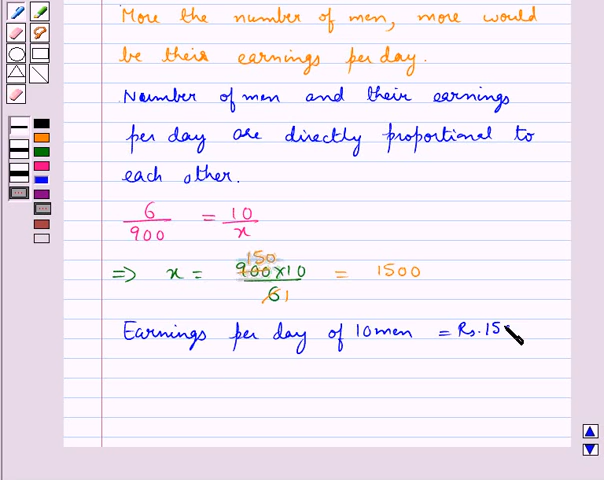 More the number of men, more would
be their earnings per day.
Number of men and their earnings
per day are directly proportional to
each other.
6/900 = 10/x
⇒ x = 900×10/6 150 1 = 1500
Earnings per day of 10 men = Rs.15